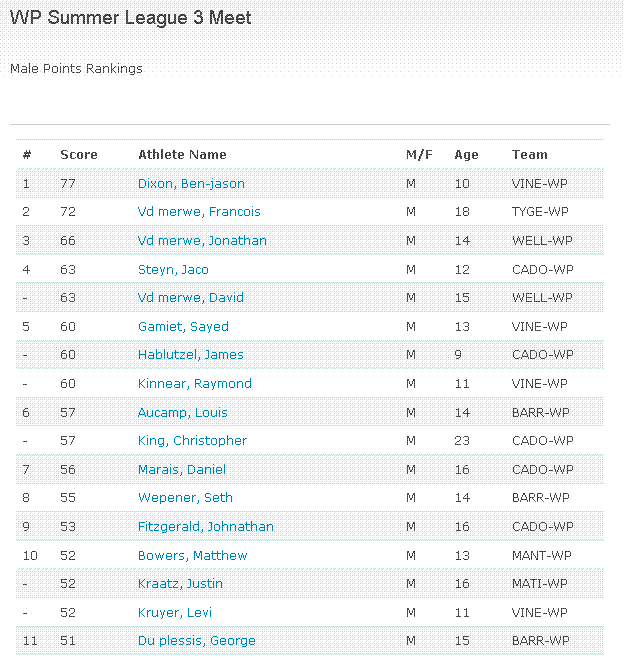 WP Summer League 3 Meet
Male Points Rankings
# Score Athlete Name M/F Age Team
1 77 Dixon, Ben-jason M 10 VINE-WP
2 72 Vd merwe, Francois M 18 TYGE-WP
3 66 Vd merwe, Jonathan M 14 WELL-WP
4 63 Steyn, Jaco M 12 CADO-WP
- 63 Vd merwe, David M 15 WELL-WP
5 60 Gamiet, Sayed M 13 VINE-WP
- 60 Hablutzel, James M 9 CADO-WP
- 60 Kinnear, Raymond M 11 VINE-WP
6 57 Aucamp, Louis M 14 BARR-WP
- 57 King, Christopher M 23 CADO-WP
7 56 Marais, Daniel M 16 CADO-WP
8 55 Wepener, Seth M 14 BARR-WP
9 53 Fitzgerald, Johnathan M 16 CADO-WP
10 52 Bowers, Matthew M 13 MANT-WP
- 52 Kraatz, Justin M 16 MATI-WP
- 52 Kruyer, Levi M 11 VINE-WP
11 51 Du plessis, George M 15 BARR-WP